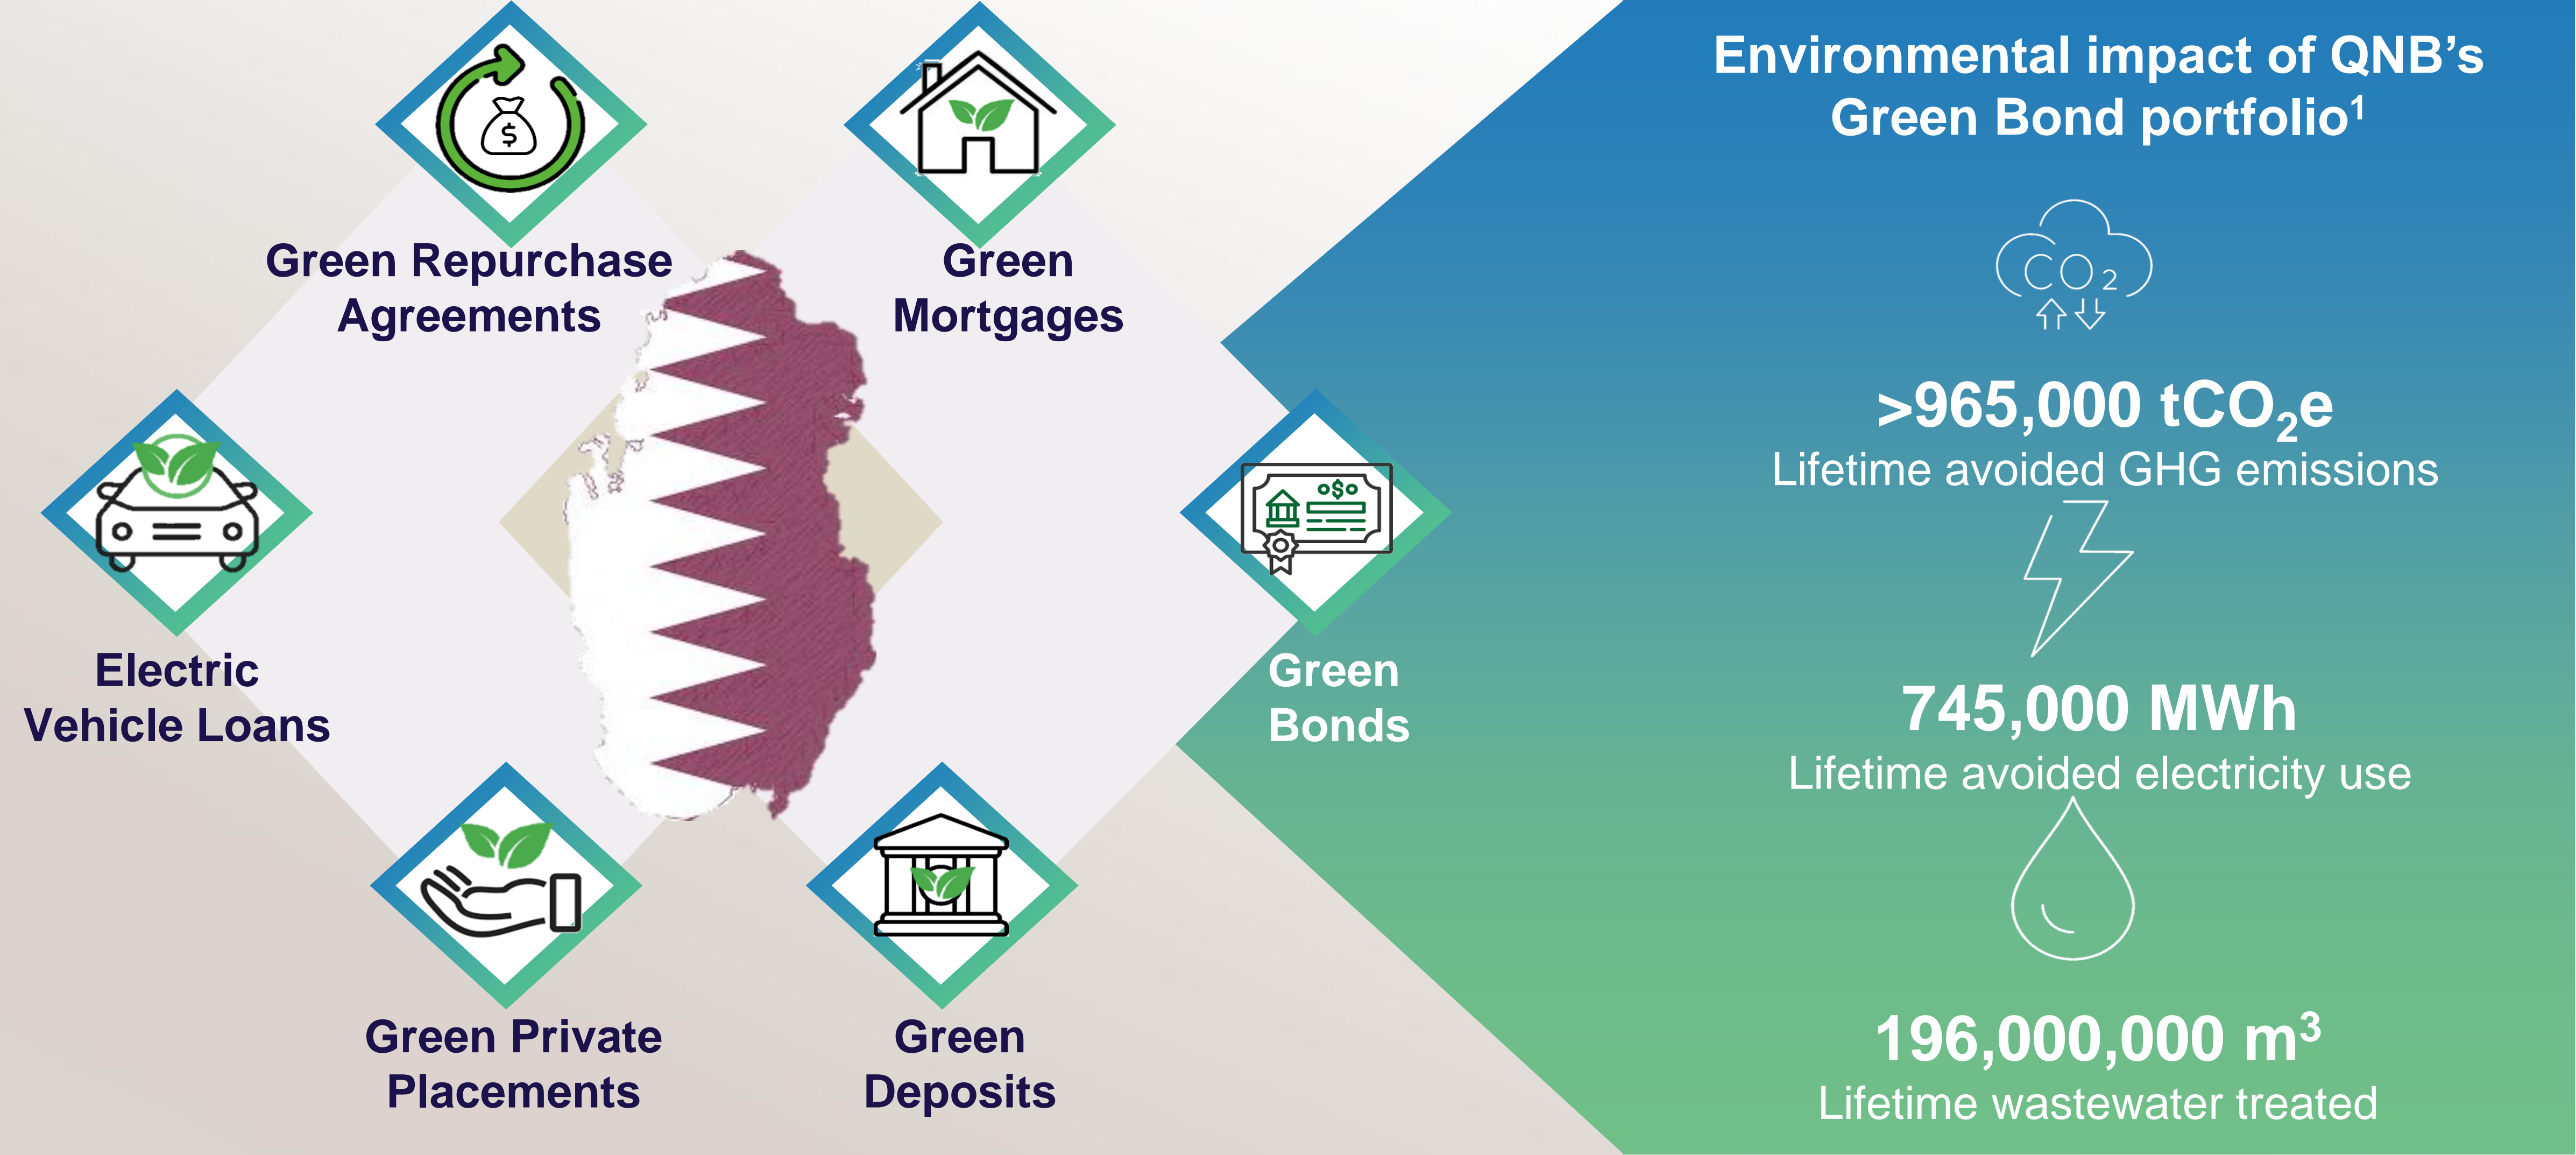 Green Repurchase
Agreements
Green
Mortgages
Electric
Vehicle Loans
Green
Bonds
Green Private
Placements
Green
Deposits
Environmental impact of QNB’s
Green Bond portfolio¹
CO₂
>965,000 tCO₂e
Lifetime avoided GHG emissions
745,000 MWh
Lifetime avoided electricity use
196,000,000 m³
Lifetime wastewater treated